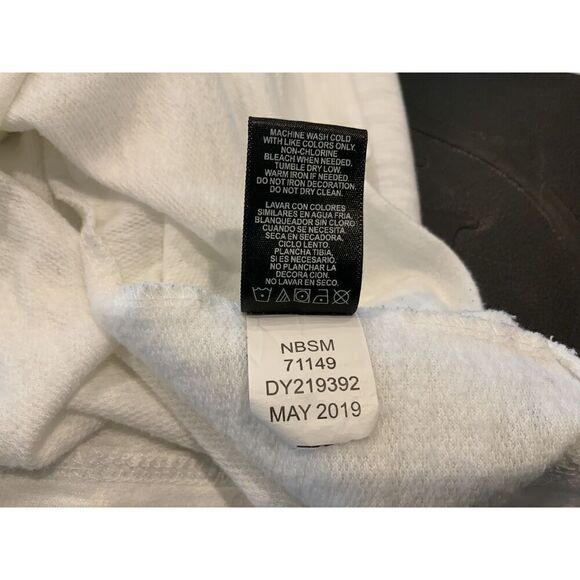 MACHINE WASH COLD
WITH LIKE COLORS ONLY.
NON-CHLORINE
BLEACH WHEN NEEDED.
TUMBLE DRY LOW.
WARM IRON IF NEEDED.
DO NOT IRON DECORATION.
DO NOT DRY CLEAN.
LAVAR CON COLORES
SIMILARES EN AGUA FRIA.
BLANQUEADOR SIN CLORO
CUANDO SE NECESITA
SECA EN SECADORA,
CICLO LENTO.
PLANCHA TIBIA,
SI ES NECESARIO.
NO PLANCHAR LA
DECORACION.
NO LAVAR EN SECO.
NBSM
71149
DY219392
MAY 2019